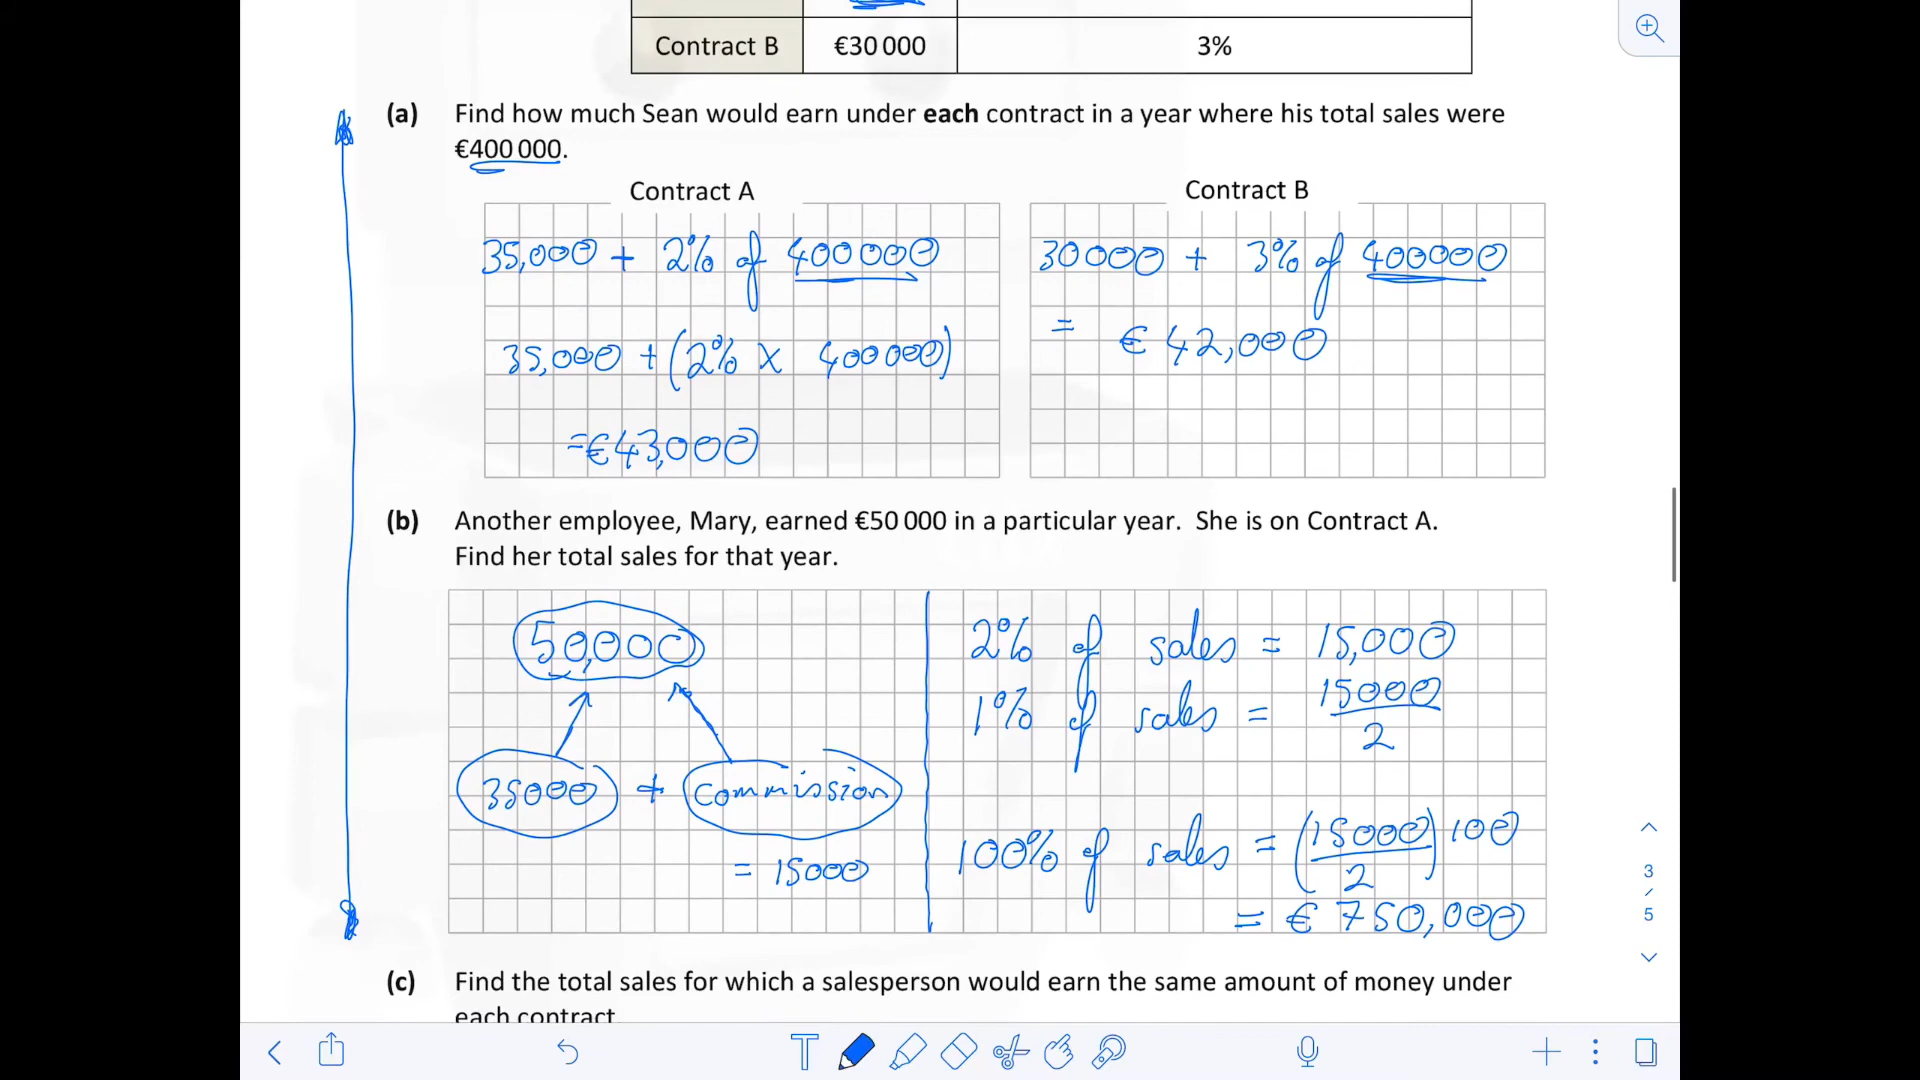 Contract B €30 000 3%
(a) Find how much Sean would earn under each contract in a year where his total sales were
€400 000.
Contract A
35,000 + 2% of 400000
35,000 + (2% x 400000)
=€43,000
Contract B
30000 + 3% of 400000
= €42,000
(b) Another employee, Mary, earned €50 000 in a particular year. She is on Contract A.
Find her total sales for that year.
50,000
35000 + commission
= 15000
2% of sales = 15,000
1% of sales = 15000/2
100% of sales = (15000/2) 100
= €750,000
(c) Find the total sales for which a salesperson would earn the same amount of money under
each contract.
3
/
5
T